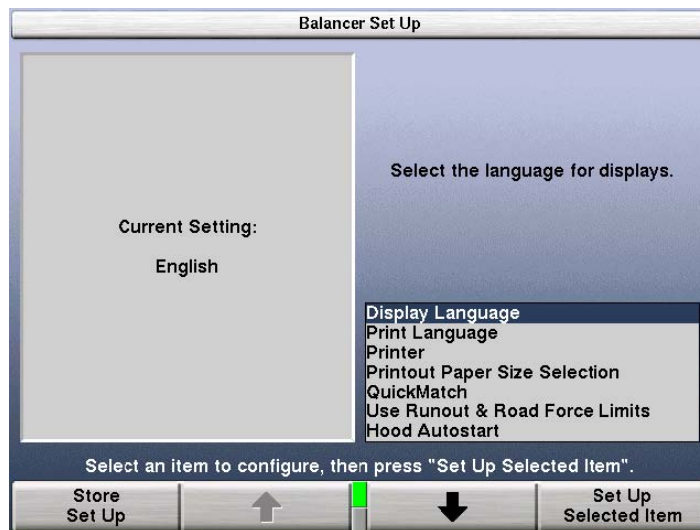 Balancer Set Up
Current Setting:
English
Select the language for displays.
Display Language
Print Language
Printer
Printout Paper Size Selection
QuickMatch
Use Runout & Road Force Limits
Hood Autostart
Select an item to configure, then press "Set Up Selected Item".
Store
Set Up
Set Up
Selected Item